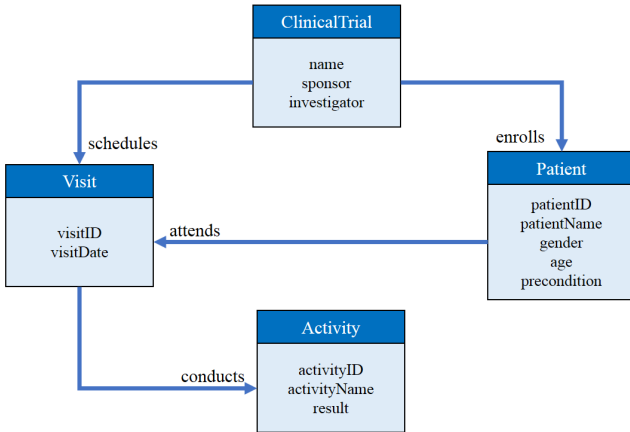 ClinicalTrial
name
sponsor
investigator
schedules
enrolls
Visit
visitID
visitDate
Patient
patientID
patientName
gender
age
precondition
attends
Activity
activityID
activityName
result
conducts